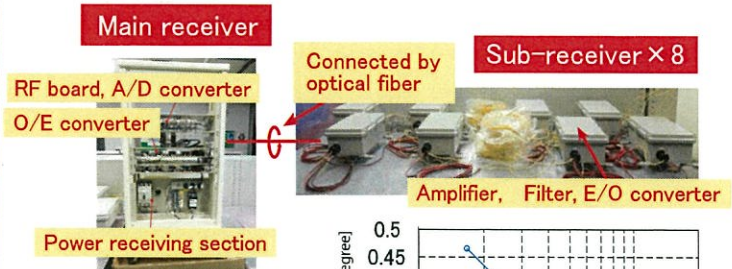 Main receiver
Connected by
optical fiber
Sub-receiver×8
RF board, A/D converter
O/E converter
Amplifier, Filter, E/O converter
Power receiving section
0.5
0.45